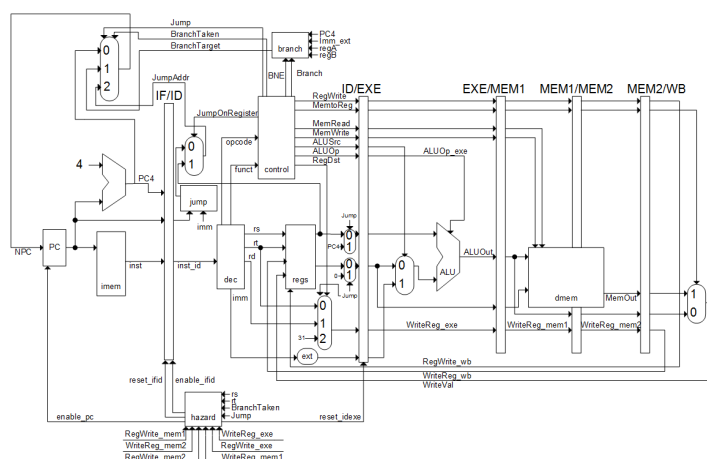 Jump
BranchTaken
BranchTarget
branch
PC4
Imm_ext
regA
regB
0
1
2
BNE
Branch
JumpAddr
IF/ID
ID/EXE
EXE/MEM1
MEM1/MEM2
MEM2/WB
JumpOnRegister
RegWrite
MemtoReg
MemRead
MemWrite
ALUSrc
ALUOp
RegDst
opcode
funct
control
ALUOp_exe
0
1
4
PC4
jump
imm
PC
NPC
imem
inst
inst_id
dec
rs
rt
rd
imm
regs
Jump
0
1
PC4
0
1
0
Jump
0
1
ALU
ALUOut
dmem
MemOut
1
0
0
1
2
31
ext
WriteReg_exe
WriteReg_mem1
WriteReg_mem2
RegWrite_wb
WriteReg_wb
WriteVal
reset_ifid
enable_ifid
enable_pc
reset_idexe
hazard
rs
rt
BranchTaken
Jump
RegWrite_mem1
WriteReg_exe
WriteReg_mem2
RegWrite_exe
RegWrite_mem2
WriteReg_mem1